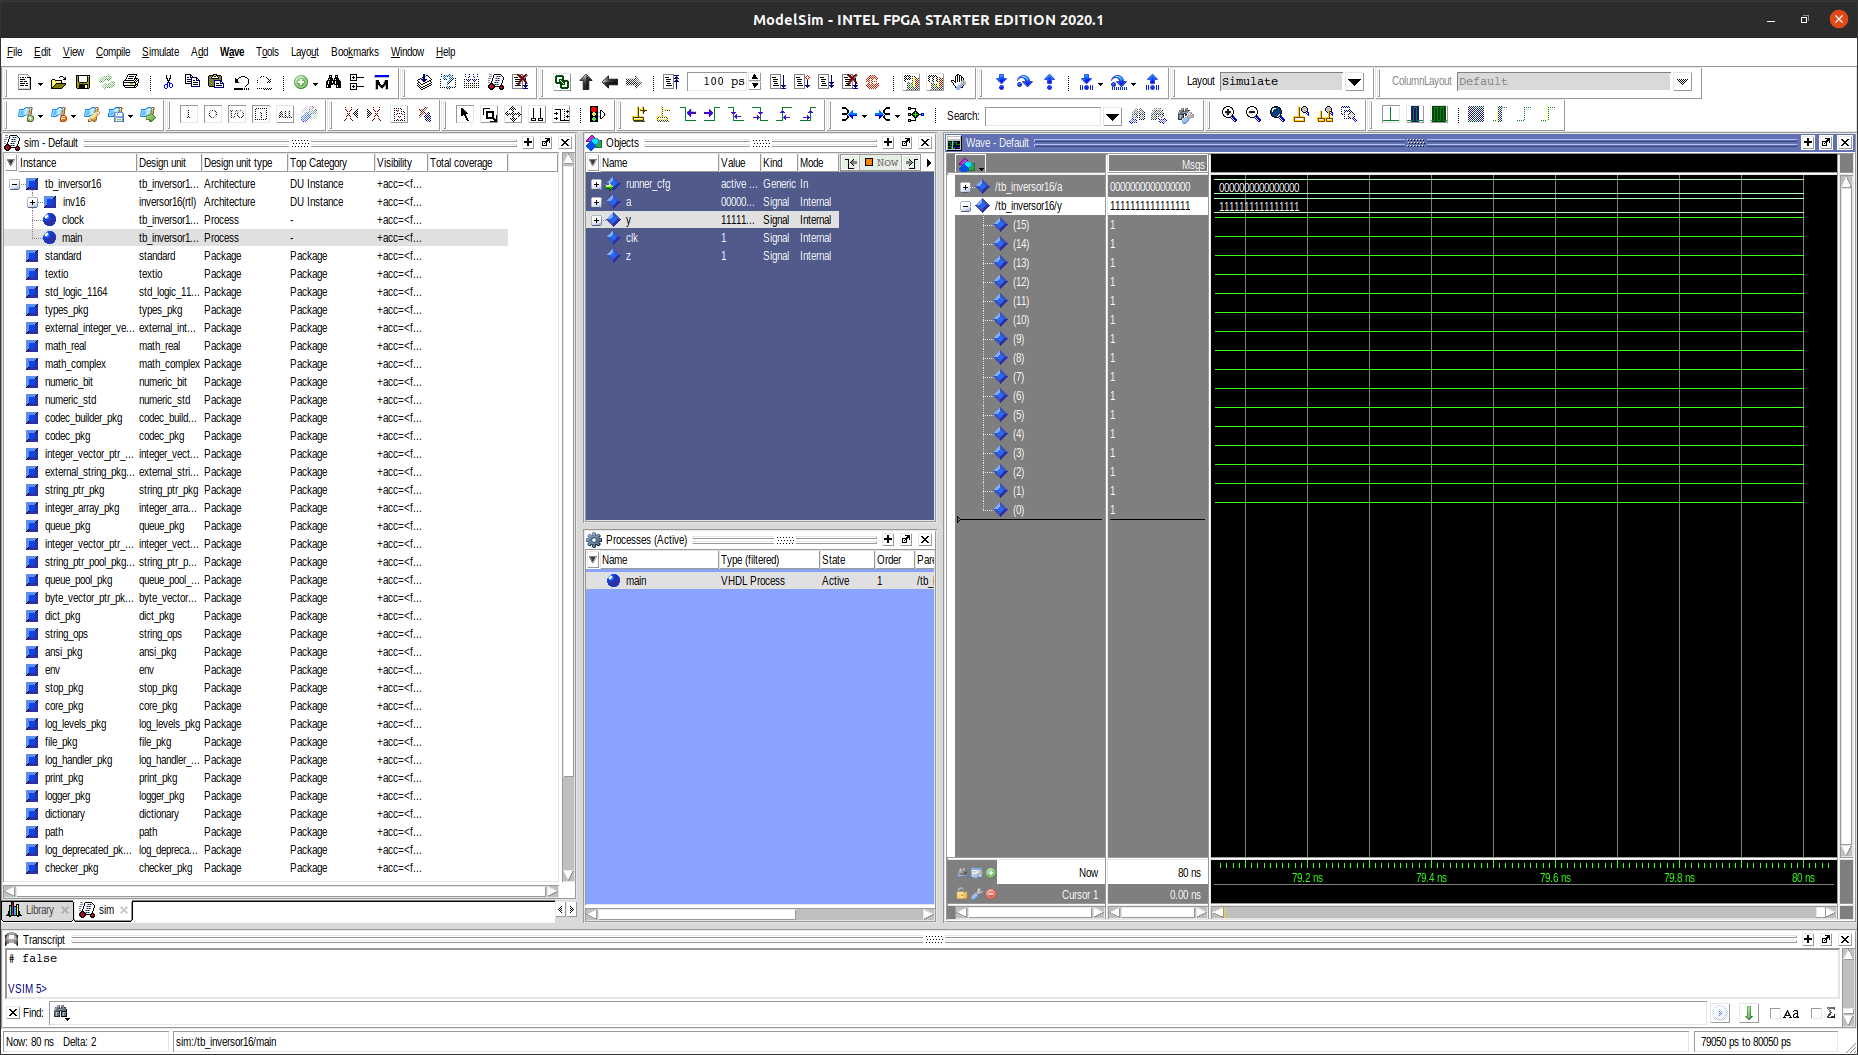 ModelSim - INTEL FPGA STARTER EDITION 2020.1
File Edit View Compile Simulate Add Wave Tools Layout Bookmarks Window Help
100 ps
Layout Simulate
ColumnLayout Default
Search:
sim - Default
Instance Design unit Design unit type Top Category Visibility Total coverage
tb_inversor16 tb_inversor1... Architecture DU Instance +acc=<f...
inv16 inversor16(rtl) Architecture DU Instance +acc=<f...
clock tb_inversor1... Process - +acc=<f...
main tb_inversor1... Process - +acc=<f...
standard standard Package Package +acc=<f...
textio textio Package Package +acc=<f...
std_logic_1164 std_logic_11... Package Package +acc=<f...
types_pkg types_pkg Package Package +acc=<f...
external_integer_ve... external_int... Package Package +acc=<f...
math_real math_real Package Package +acc=<f...
math_complex math_complex Package Package +acc=<f...
numeric_bit numeric_bit Package Package +acc=<f...
numeric_std numeric_std Package Package +acc=<f...
codec_builder_pkg codec_build... Package Package +acc=<f...
codec_pkg codec_pkg Package Package +acc=<f...
integer_vector_ptr_... integer_vect... Package Package +acc=<f...
external_string_pkg... external_stri... Package Package +acc=<f...
string_ptr_pkg string_ptr_pkg Package Package +acc=<f...
integer_array_pkg integer_arra... Package Package +acc=<f...
queue_pkg queue_pkg Package Package +acc=<f...
integer_vector_ptr_... integer_vect... Package Package +acc=<f...
string_ptr_pool_pkg... string_ptr_p... Package Package +acc=<f...
queue_pool_pkg queue_pool_... Package Package +acc=<f...
byte_vector_ptr_pk... byte_vector... Package Package +acc=<f...
dict_pkg dict_pkg Package Package +acc=<f...
string_ops string_ops Package Package +acc=<f...
ansi_pkg ansi_pkg Package Package +acc=<f...
env env Package Package +acc=<f...
stop_pkg stop_pkg Package Package +acc=<f...
core_pkg core_pkg Package Package +acc=<f...
log_levels_pkg log_levels_pkg Package Package +acc=<f...
file_pkg file_pkg Package Package +acc=<f...
log_handler_pkg log_handler_... Package Package +acc=<f...
print_pkg print_pkg Package Package +acc=<f...
logger_pkg logger_pkg Package Package +acc=<f...
dictionary dictionary Package Package +acc=<f...
path path Package Package +acc=<f...
log_deprecated_pk... log_depreca... Package Package +acc=<f...
checker_pkg checker_pkg Package Package +acc=<f...
Library sim
Objects
Name Value Kind Mode NOW
runner_cfg active ... Generic In
a 00000... Signal Internal
y 11111... Signal Internal
clk 1 Signal Internal
z 1 Signal Internal
Processes (Active)
Name Type (filtered) State Order Pare
main VHDL Process Active 1 /tb_i
Wave - Default
Msgs
/tb_inversor16/a 0000000000000000 0000000000000000
/tb_inversor16/y 1111111111111111 1111111111111111
(15) 1
(14) 1
(13) 1
(12) 1
(11) 1
(10) 1
(9) 1
(8) 1
(7) 1
(6) 1
(5) 1
(4) 1
(3) 1
(2) 1
(1) 1
(0) 1
Now 80 ns 79.2 ns 79.4 ns 79.6 ns 79.8 ns 80 ns
Cursor 1 0.00 ns
Transcript
# false
VSIM 5>
Find: Aa Σ
Now: 80 ns Delta: 2 sim:/tb_inversor16/main 79050 ps to 80050 ps